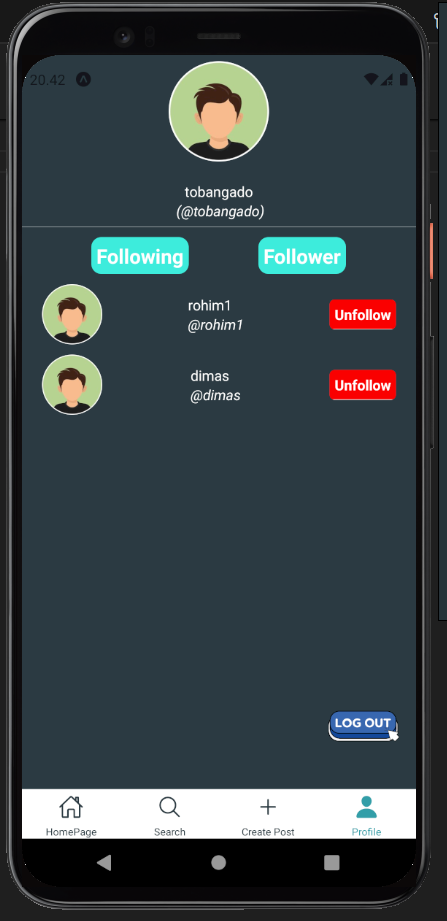 20.42
tobangado
(@tobangado)
Following Follower
rohim1
@rohim1
Unfollow
dimas
@dimas
Unfollow
LOG OUT
HomePage Search Create Post Profile